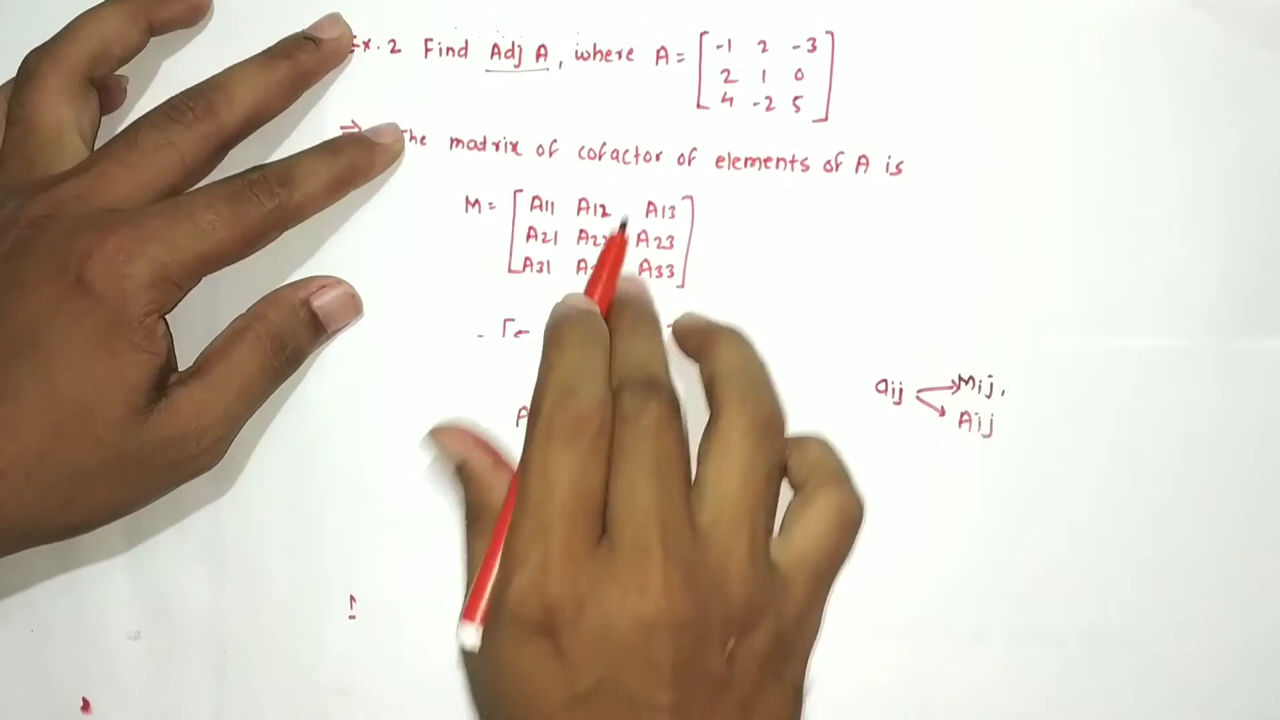 Ex. 2 Find Adj A, where A = [ -1 2 -3
2 1 0
4 -2 5 ]
⇒ The matrix of cofactor of elements of A is
M = [ A11 A12 A13
A21 A23
A31 A33 ]
aij Mij,
Aij